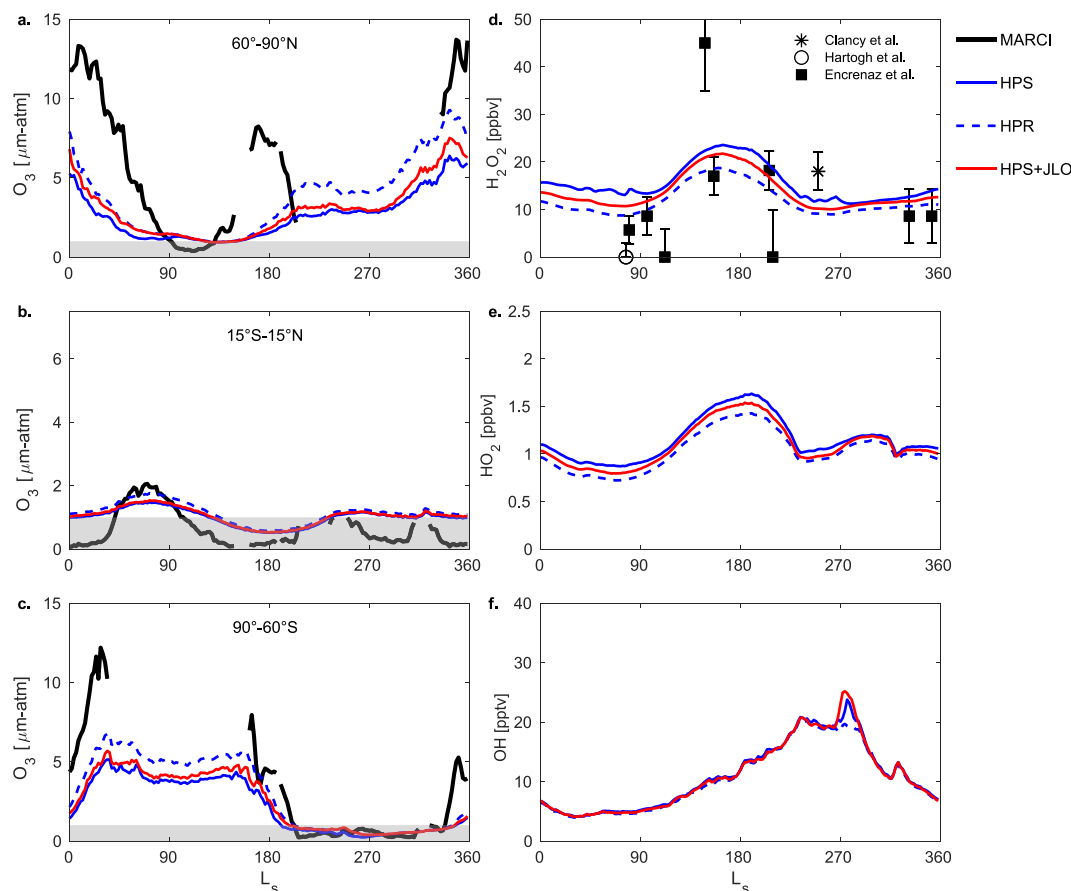 a.
60°-90°N
O3 [ μm-atm]
15
10
5
0
0 90 180 270 360
d.
Clancy et al.
Hartogh et al.
Encrenaz et al.
H2O2 [ppbv]
50
40
30
20
10
0
0 90 180 270 360
MARCI
HPS
HPR
HPS+JLO
b.
15°S-15°N
O3 [ μm-atm)
6
4
2
0
0 90 180 270 360
e.
HO2 [ppbv]
2.5
2
1.5
1
0.5
0
0 90 180 270 360
c.
90°-60°S
O3 [ μm-atm)
15
10
5
0
0 90 180 270 360
Ls
f.
OH [pptv]
40
30
20
10
0
0 90 180 270 360
Ls